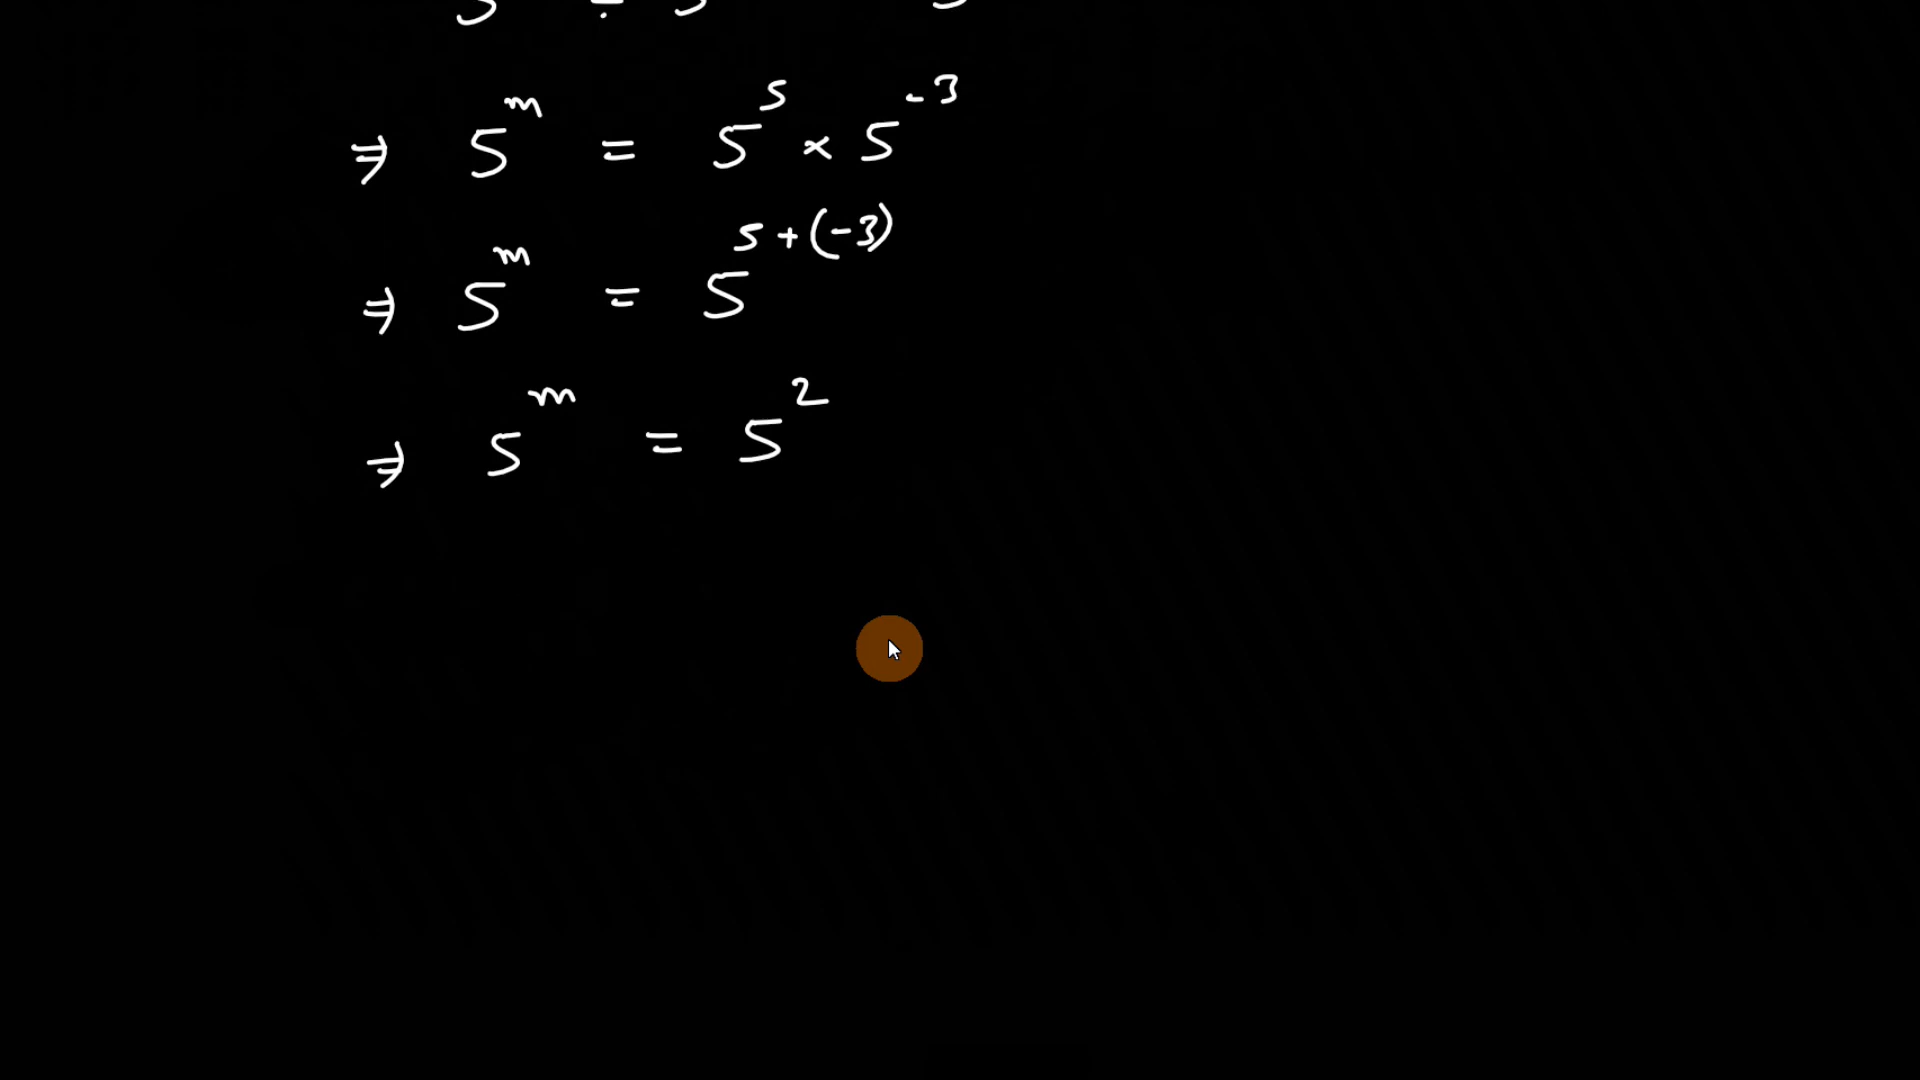 ⇒ 5^m = 5^5 × 5^-3
⇒ 5^m = 5^5+(-3)
⇒ 5^m = 5^2